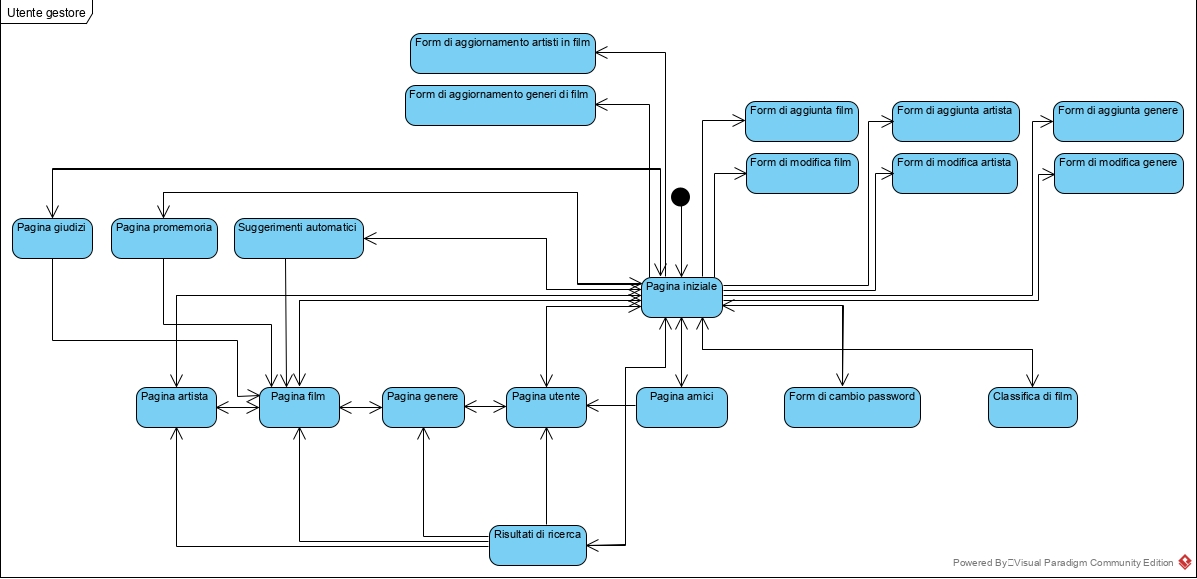 Utente gestore
Form di aggiornamento artisti in film
Form di aggiornamento generi di film
Form di aggiunta film
Form di aggiunta artista
Form di aggiunta genere
Form di modifica film
Form di modifica artista
Form di modifica genere
Pagina giudizi
Pagina promemoria
Suggerimenti automatici
Pagina iniziale
Pagina artista
Pagina film
Pagina genere
Pagina utente
Pagina amici
Form di cambio password
Classifica di film
Risultati di ricerca
Powered By Visual Paradigm Community Edition